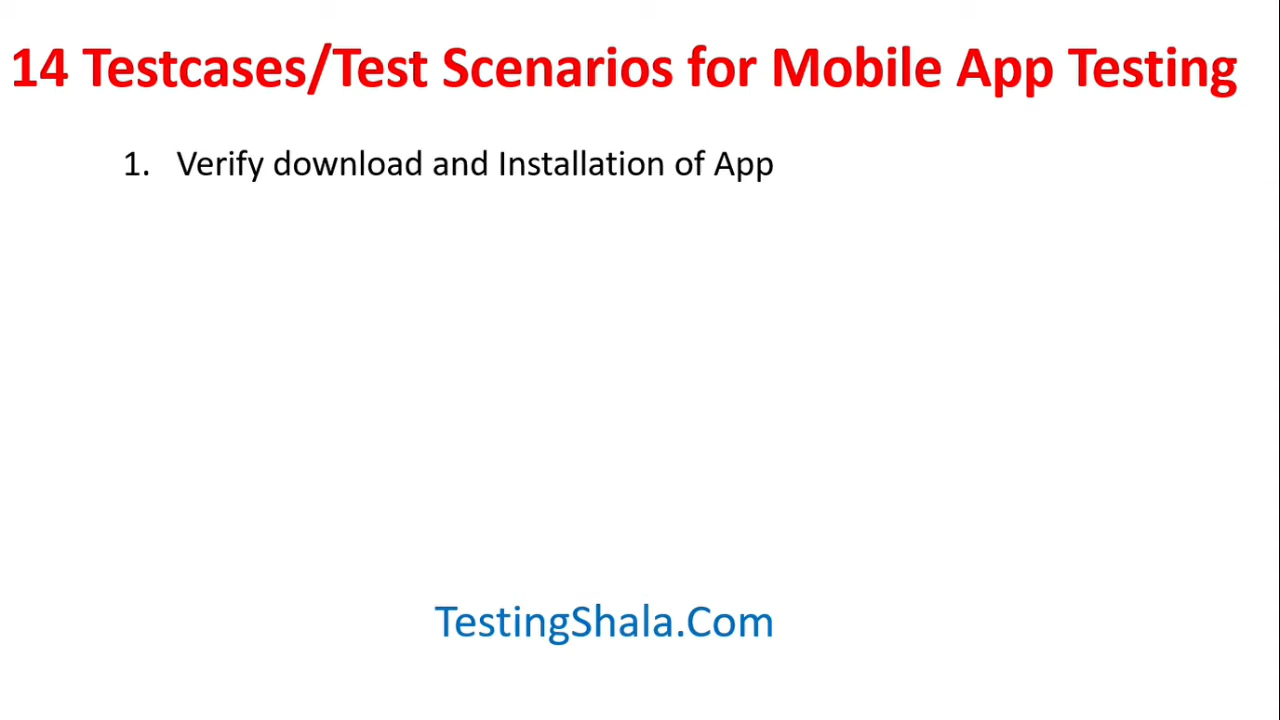 14 Testcases/Test Scenarios for Mobile App Testing
1. Verify download and Installation of App
TestingShala.Com